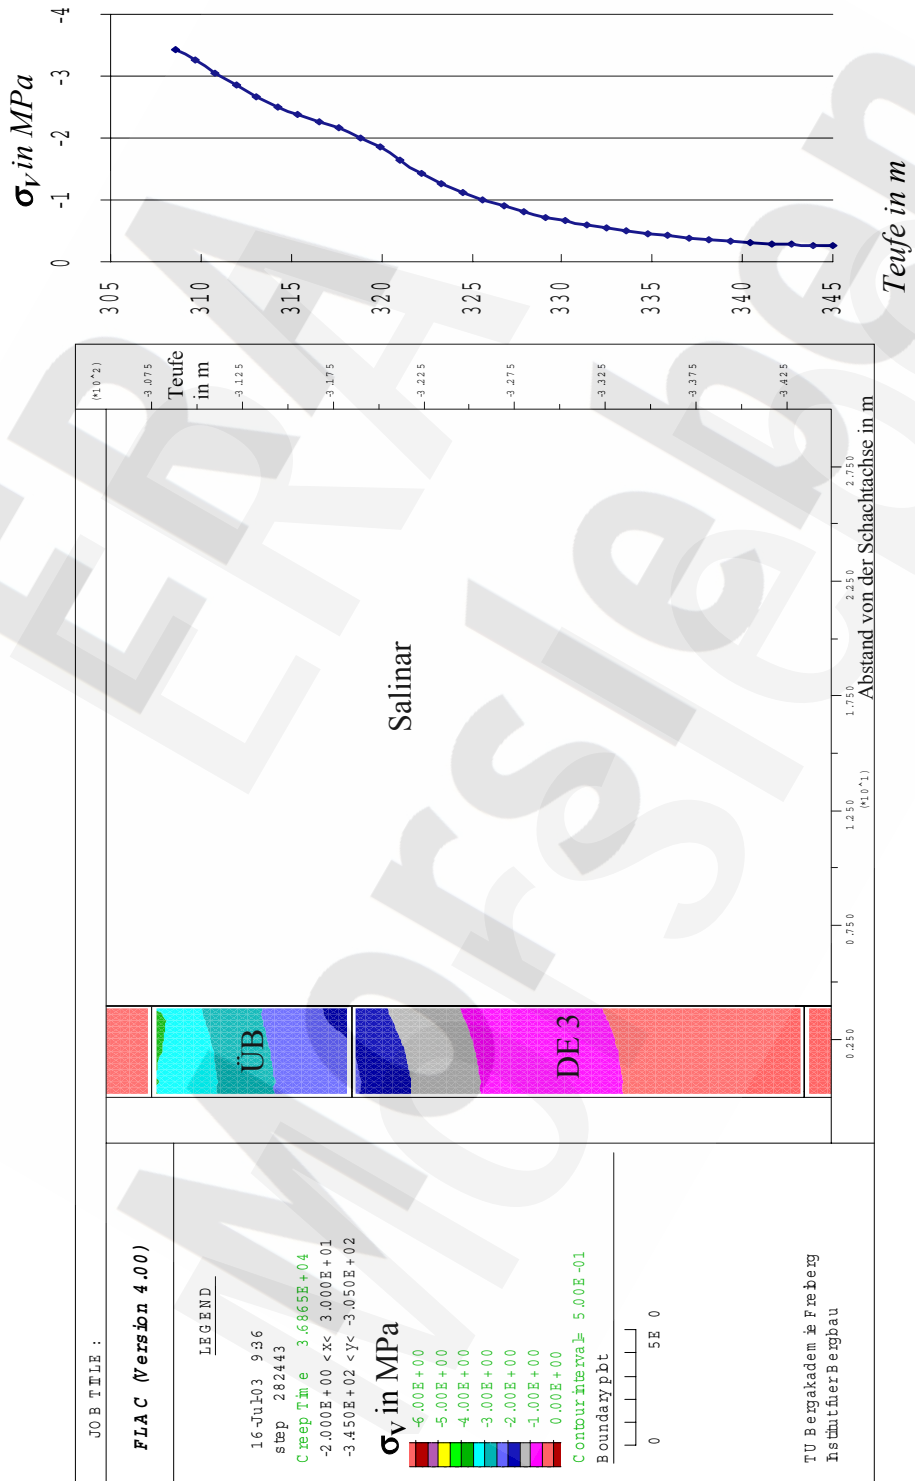 JOB TITLE :
FLAC (Version 4.00)
LEGEND
16-Jul-03 9:36
step 282443
Creep Time 3.6865E+04
-2.000E+00 <x< 3.000E+01
-3.450E+02 <y< -3.050E+02
σV in MPa
-6.00E+00
-5.00E+00
-4.00E+00
-3.00E+00
-2.00E+00
-1.00E+00
0.00E+00
Contour interval= 5.00E-01
Boundary plot
0 5E 0
TU Bergakademie Freiberg
Institut fuer Bergbau
ÜB
DE 3
Salinar
(*10^2)
-3.075
Teufe
in m
-3.125
-3.175
-3.225
-3.275
-3.325
-3.375
-3.425
0.250
0.750
1.250
1.750
2.250
2.750
(*10^1)
Abstand von der Schachtachse in m
σV in MPa
0
-1
-2
-3
-4
305
310
315
320
325
330
335
340
345
Teufe in m
ERA
Morsleben